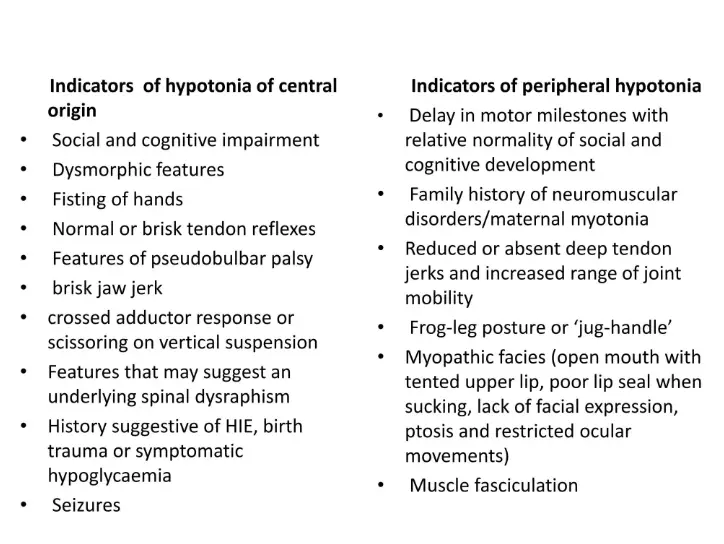 Indicators of hypotonia of central
origin
• Social and cognitive impairment
• Dysmorphic features
• Fisting of hands
• Normal or brisk tendon reflexes
• Features of pseudobulbar palsy
• brisk jaw jerk
• crossed adductor response or
scissoring on vertical suspension
• Features that may suggest an
underlying spinal dysraphism
• History suggestive of HIE, birth
trauma or symptomatic
hypoglycaemia
• Seizures
Indicators of peripheral hypotonia
• Delay in motor milestones with
relative normality of social and
cognitive development
• Family history of neuromuscular
disorders/maternal myotonia
• Reduced or absent deep tendon
jerks and increased range of joint
mobility
• Frog-leg posture or ‘jug-handle’
• Myopathic facies (open mouth with
tented upper lip, poor lip seal when
sucking, lack of facial expression,
ptosis and restricted ocular
movements)
• Muscle fasciculation